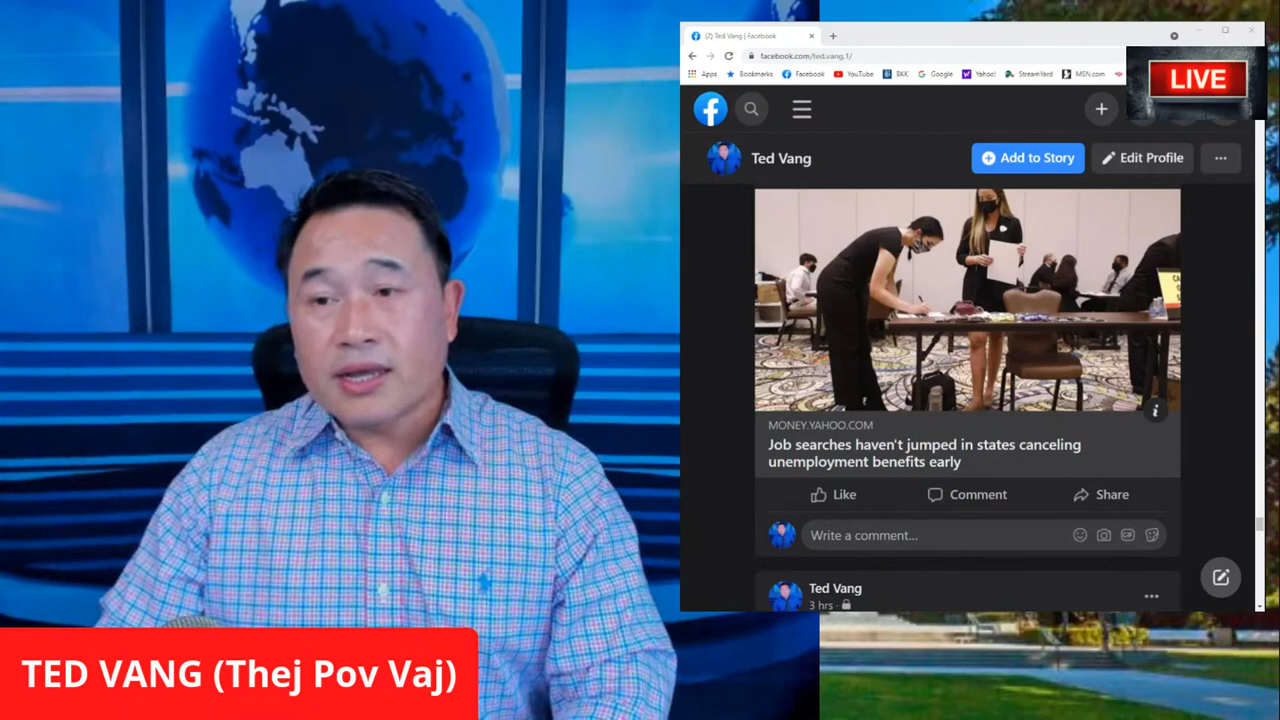 (2) Ted Vang | Facebook
facebook.com/ted.vang.1/
Apps Bookmarks Facebook YouTube BKK Google Yahoo! StreamYard MSN.com
LIVE
Ted Vang
Add to Story
Edit Profile
MONEY.YAHOO.COM
Job searches haven't jumped in states canceling
unemployment benefits early
Like Comment Share
Write a comment...
GIF
Ted Vang
3 hrs ·
TED VANG (Thej Pov Vaj)